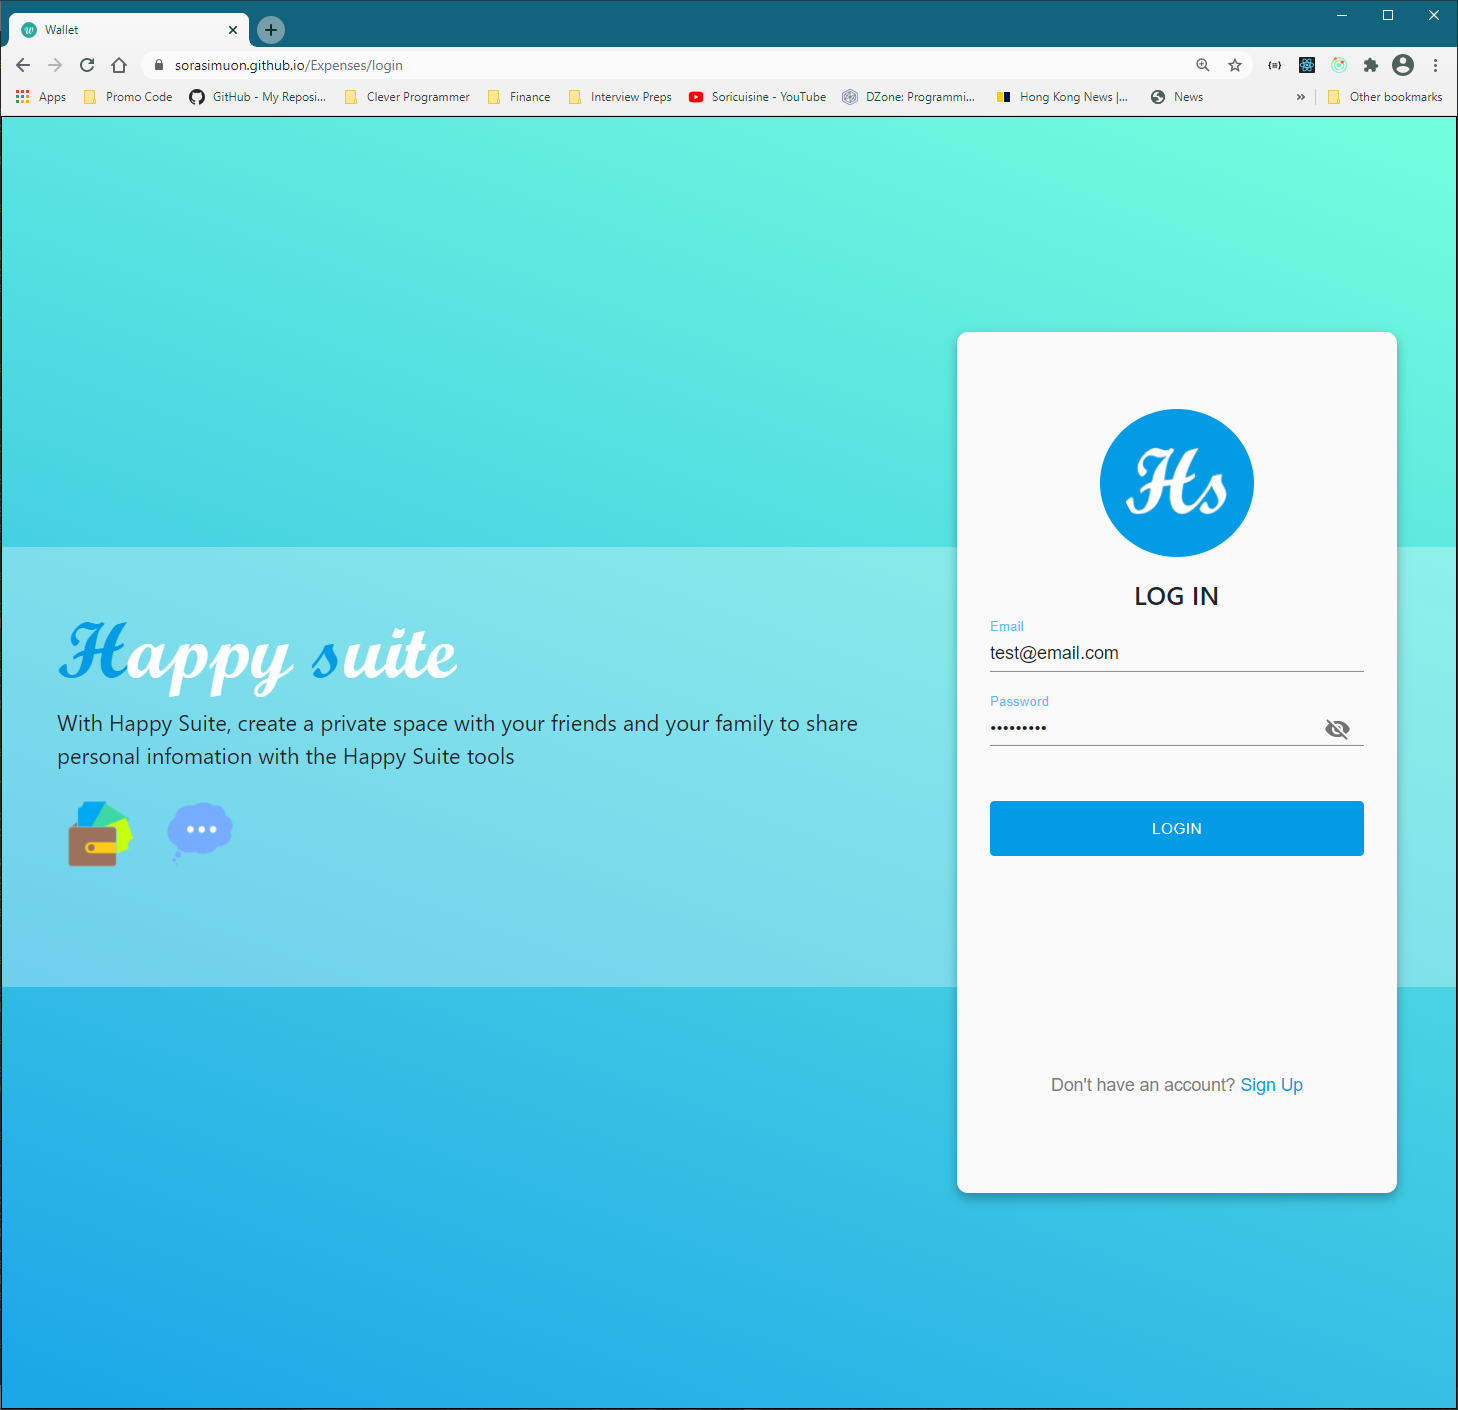 Wallet
sorasimuon.github.io/Expenses/login
Apps Promo Code GitHub - My Reposi... Clever Programmer Finance Interview Preps Soricuisine - YouTube DZone: Programmi... Hong Kong News |... News » Other bookmarks
Hs
LOG IN
Email
test@email.com
Password
•••••••••
LOGIN
Don't have an account? Sign Up
Happy suite
With Happy Suite, create a private space with your friends and your family to share
personal infomation with the Happy Suite tools